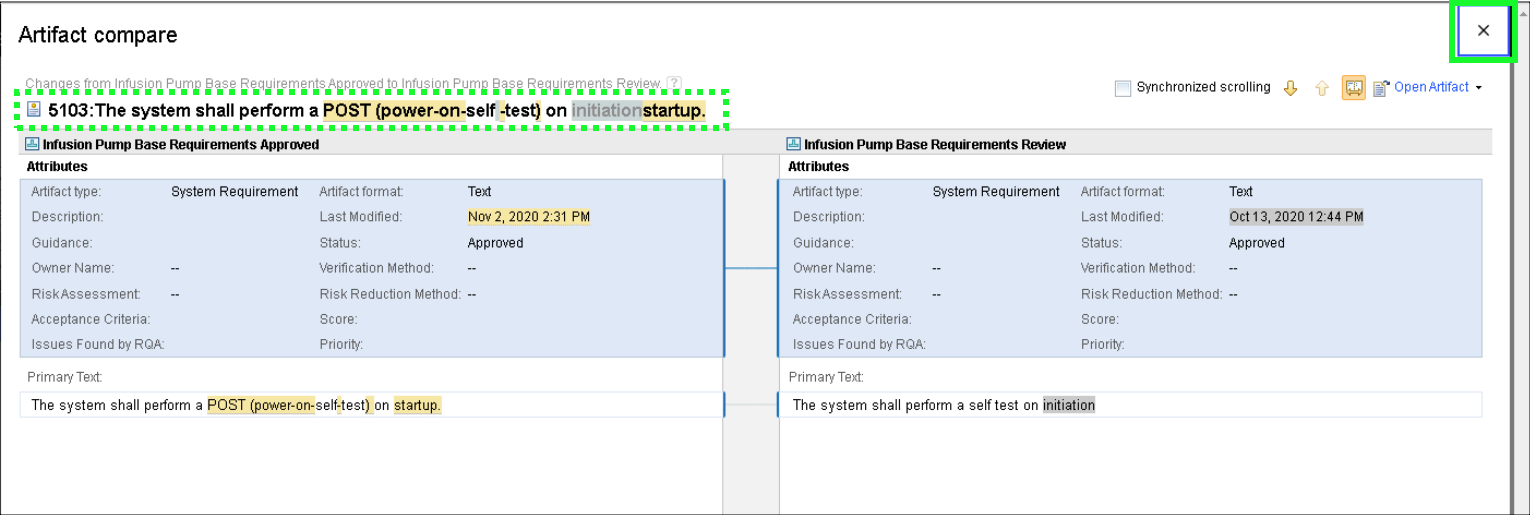 Artifact compare
×
Changes from Infusion Pump Base Requirements Approved to Infusion Pump Base Requirements Review. ?
Synchronized scrolling Open Artifact
5103:The system shall perform a POST (power-on-self -test) on initiationstartup.
Infusion Pump Base Requirements Approved
Attributes
Artifact type: System Requirement Artifact format: Text
Description: Last Modified: Nov 2, 2020 2:31 PM
Guidance: Status: Approved
Owner Name: -- Verification Method: --
Risk Assessment: -- Risk Reduction Method: --
Acceptance Criteria: Score:
Issues Found by RQA: Priority:
Primary Text:
The system shall perform a POST (power-on-self-test) on startup.
Infusion Pump Base Requirements Review
Attributes
Artifact type: System Requirement Artifact format: Text
Description: Last Modified: Oct 13, 2020 12:44 PM
Guidance: Status: Approved
Owner Name: -- Verification Method: --
Risk Assessment: -- Risk Reduction Method: --
Acceptance Criteria: Score:
Issues Found by RQA: Priority:
Primary Text:
The system shall perform a self test on initiation